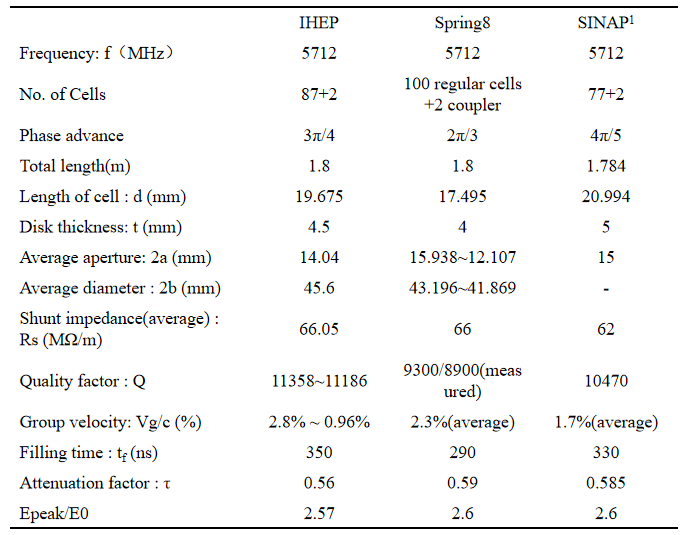 IHEP Spring8 SINAP1
Frequency: f（MHz） 5712 5712 5712
No. of Cells 87+2 100 regular cells +2 coupler 77+2
Phase advance 3π/4 2π/3 4π/5
Total length(m) 1.8 1.8 1.784
Length of cell : d (mm) 19.675 17.495 20.994
Disk thickness: t (mm) 4.5 4 5
Average aperture: 2a (mm) 14.04 15.938~12.107 15
Average diameter : 2b (mm) 45.6 43.196~41.869 -
Shunt impedance(average) : Rs (MΩ/m) 66.05 66 62
Quality factor : Q 11358~11186 9300/8900(measured) 10470
Group velocity: Vg/c (%) 2.8% ~ 0.96% 2.3%(average) 1.7%(average)
Filling time : tf (ns) 350 290 330
Attenuation factor : τ 0.56 0.59 0.585
Epeak/E0 2.57 2.6 2.6